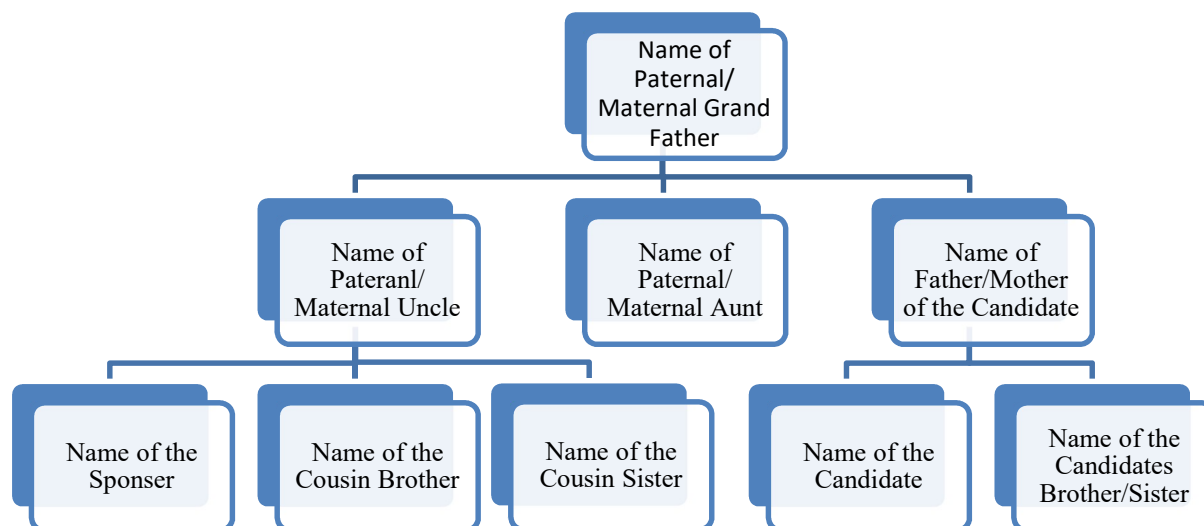 Name of
Paternal/
Maternal Grand
Father
Name of
Pateranl/
Maternal Uncle
Name of
Paternal/
Maternal Aunt
Name of
Father/Mother
of the Candidate
Name of the
Sponser
Name of the
Cousin Brother
Name of the
Cousin Sister
Name of the
Candidate
Name of the
Candidates
Brother/Sister